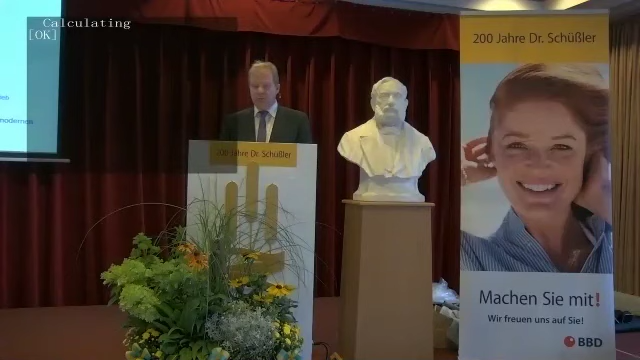 Calculating
[OK]
200 Jahre Dr. Schüßler
200 Jahre Dr. Schüßler
Machen Sie mit!
Wir freuen uns auf Sie!
BBD